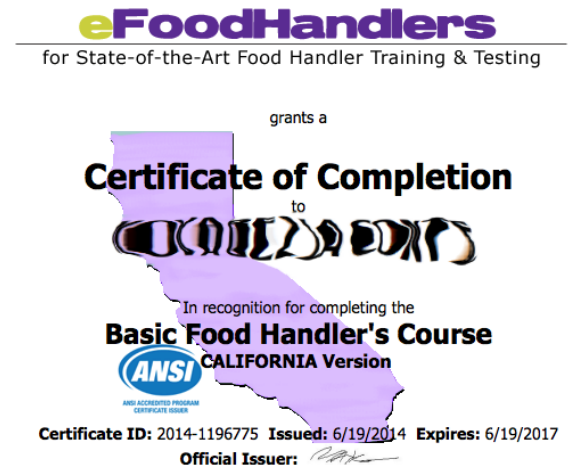 eFoodHandlers
for State-of-the-Art Food Handler Training & Testing
grants a
Certificate of Completion
to
In recognition for completing the
Basic Food Handler's Course
CALIFORNIA Version
ANSI
ANSI ACCREDITED PROGRAM
CERTIFICATE ISSUER
Certificate ID: 2014-1196775 Issued: 6/19/2014 Expires: 6/19/2017
Official Issuer: